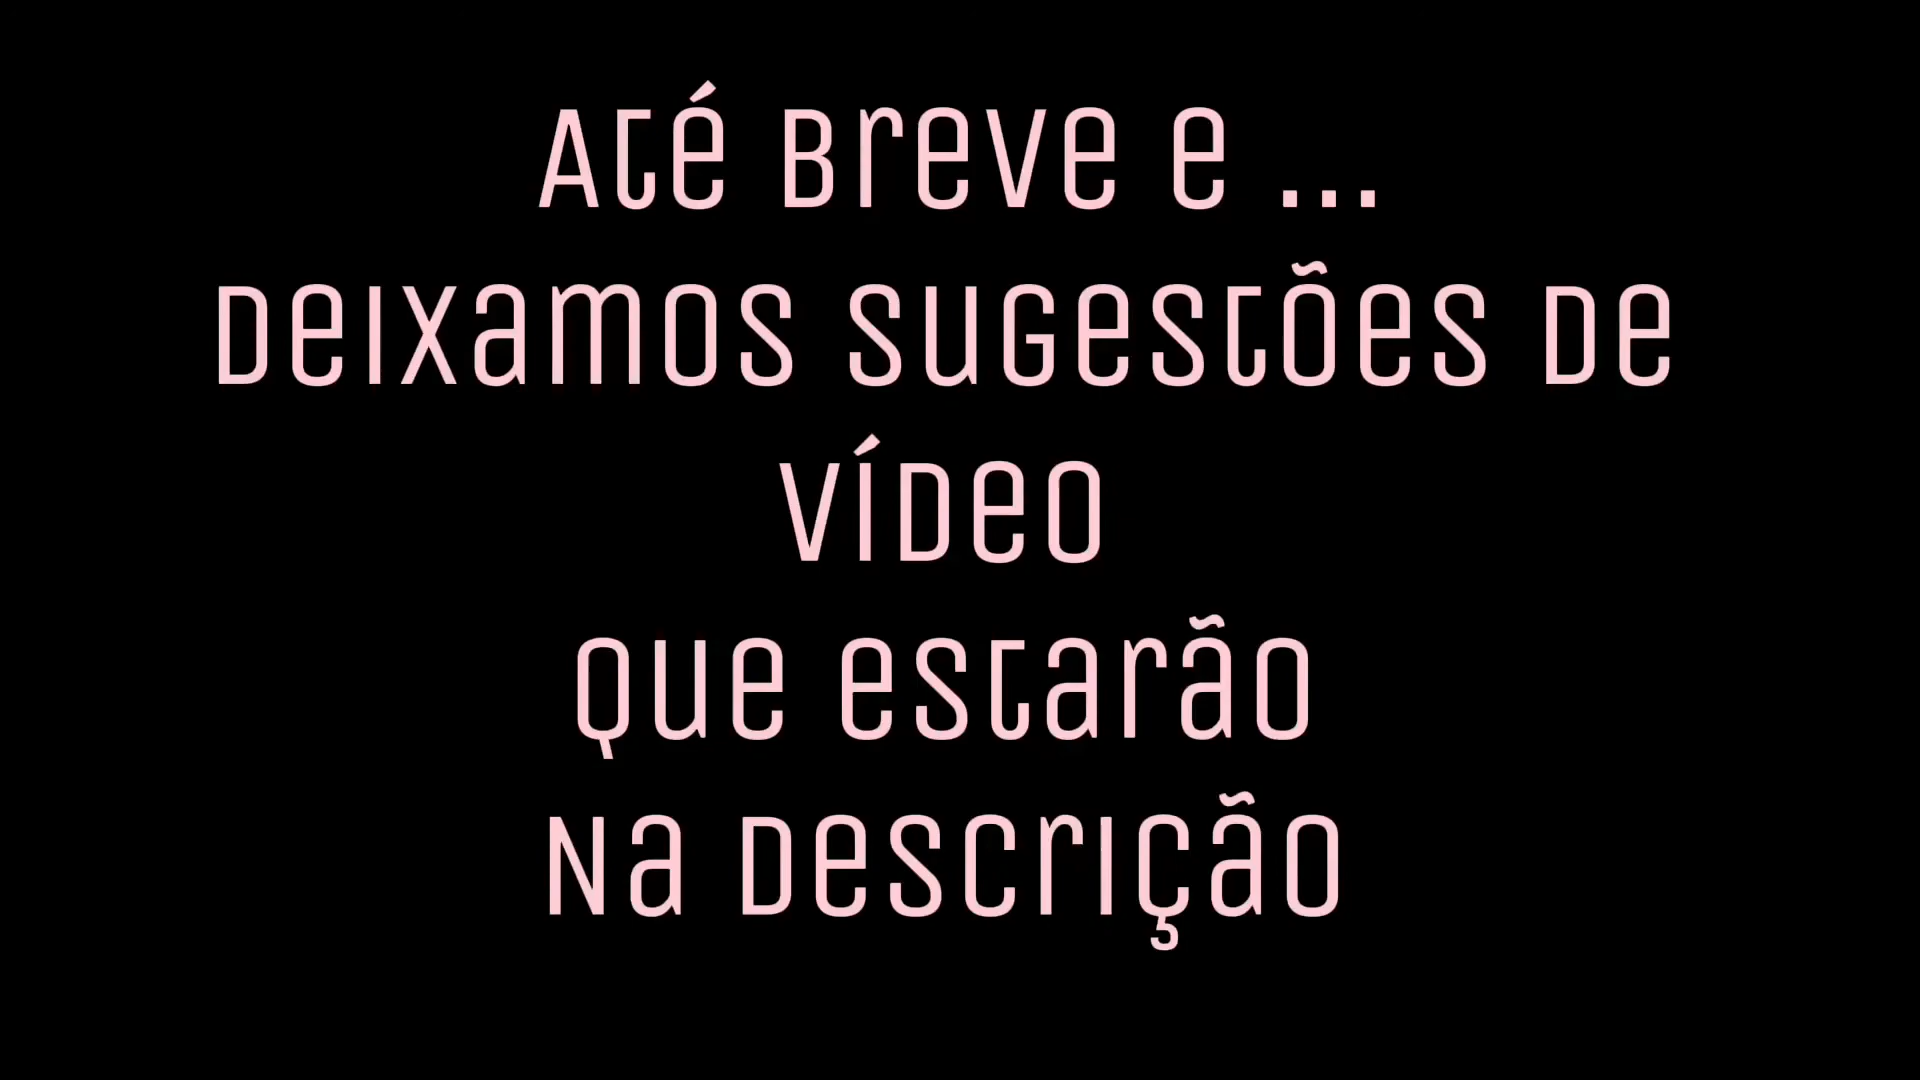 Até breve e ...
Deixamos sugestões de
vídeo
que estarão
na descrição